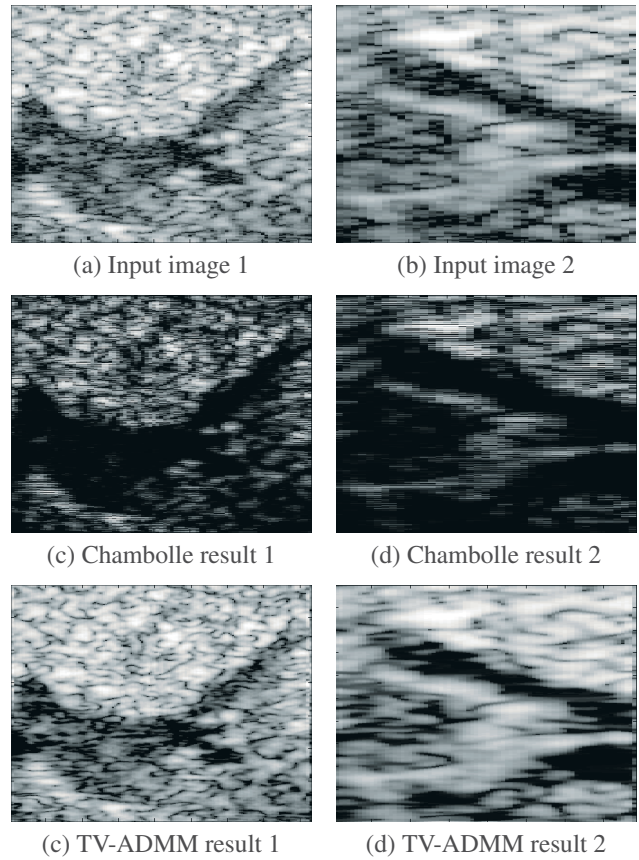 (a) Input image 1
(b) Input image 2
(c) Chambolle result 1
(d) Chambolle result 2
(c) TV-ADMM result 1
(d) TV-ADMM result 2